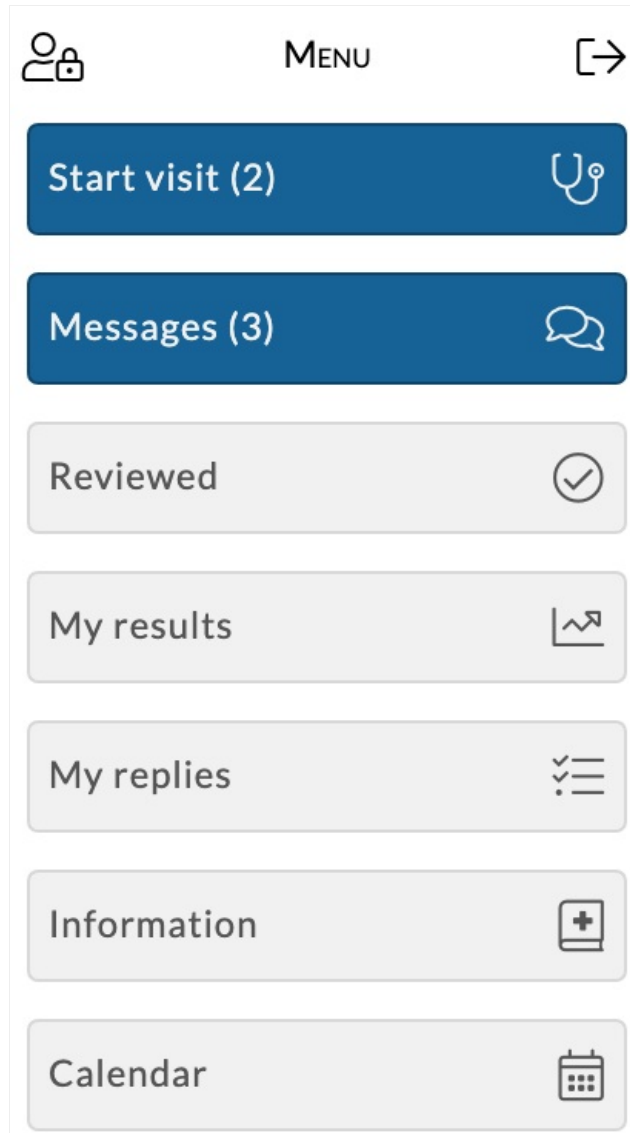 Menu
Start visit (2)
Messages (3)
Reviewed
My results
My replies
Information
Calendar